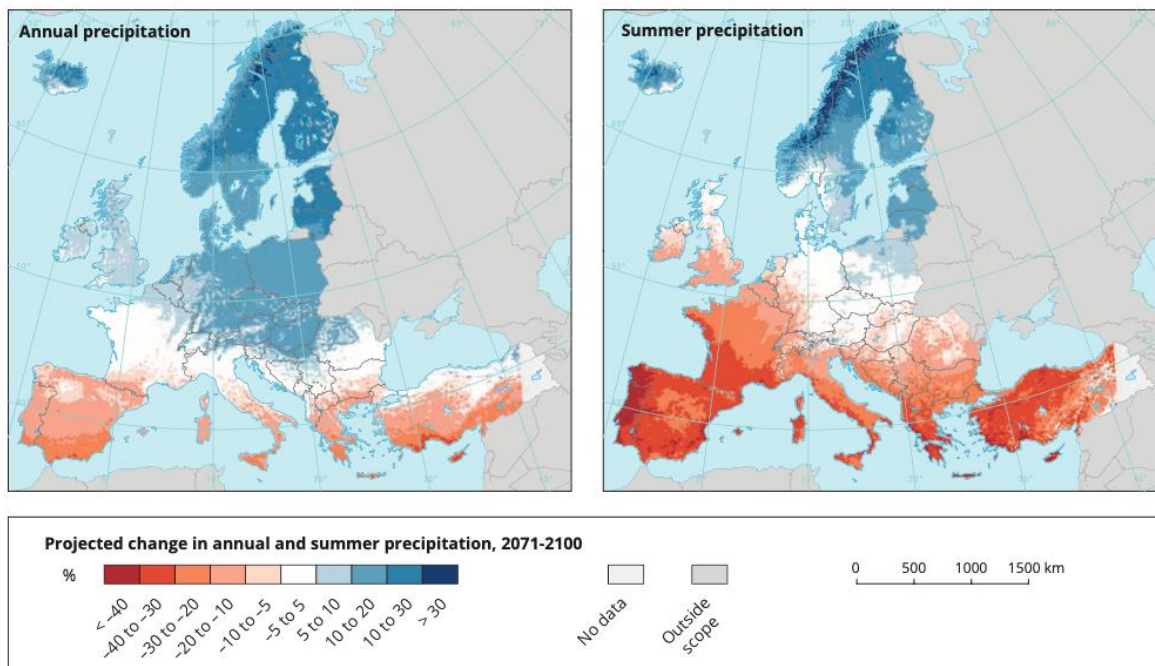 Annual precipitation
Summer precipitation
Projected change in annual and summer precipitation, 2071-2100
%
< −40
−40 to −30
−30 to −20
−20 to −10
−10 to −5
−5 to 5
5 to 10
10 to 20
10 to 30
> 30
No data
Outside
scope
0 500 1000 1500 km